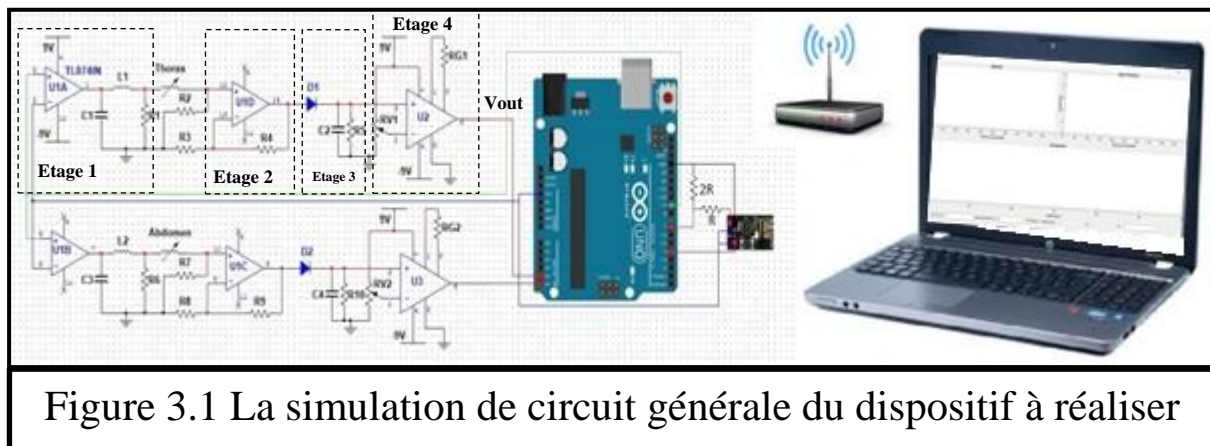 Etage 4
9V
TL074IN
U1A
L1
Thorax
C1
R1
R2
R3
-9V
U1D
R4
D1
C2
R5
RV1
9V
U2
RG1
-9V
Vout
Etage 1
Etage 2
Etage 3
U1B
L2
Abdomen
C3
R6
R7
R8
U1C
R9
D2
C4
R10
RV2
9V
U3
RG2
-9V
2R
R
ARDUINO
UNO
Figure 3.1 La simulation de circuit générale du dispositif à réaliser